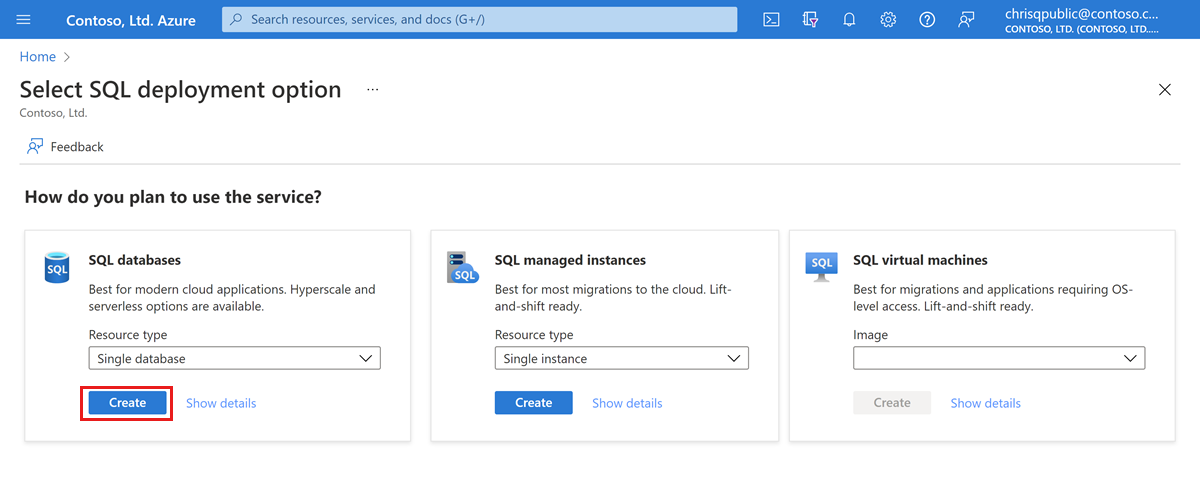 Contoso, Ltd. Azure
Search resources, services, and docs (G+/)
chrisqpublic@contoso.c...
CONTOSO, LTD. (CONTOSO, LTD.....
Home
Select SQL deployment option ...
Contoso, Ltd.
Feedback
How do you plan to use the service?
SQL
SQL databases
Best for modern cloud applications. Hyperscale and
serverless options are available.
Resource type
Single database
Create Show details
SQL
SQL managed instances
Best for most migrations to the cloud. Lift-
and-shift ready.
Resource type
Single instance
Create Show details
SQL
SQL virtual machines
Best for migrations and applications requiring OS-
level access. Lift-and-shift ready.
Image
Create Show details